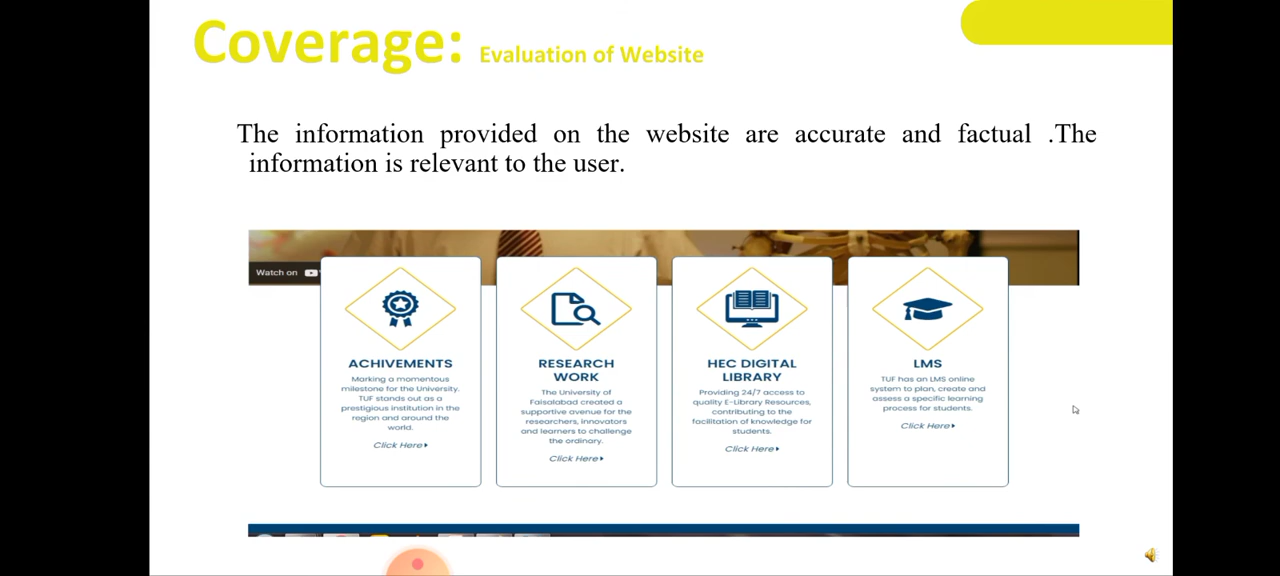 Coverage: Evaluation of Website
The information provided on the website are accurate and factual .The
information is relevant to the user.
Watch on
ACHIVEMENTS
Marking a momentous
milestone for the University.
TUF stands out as a
prestigious institution in the
region and around the
world.
Click Here
RESEARCH
WORK
The University of
Faisalabad created a
supportive avenue for the
researchers, innovators
and learners to challenge
the ordinary.
Click Here
HEC DIGITAL
LIBRARY
Providing 24/7 access to
quality E-Library Resources,
contributing to the
facilitation of knowledge for
students.
Click Here
LMS
TUF has an LMS online
system to plan, create and
assess a specific learning
process for students.
Click Here